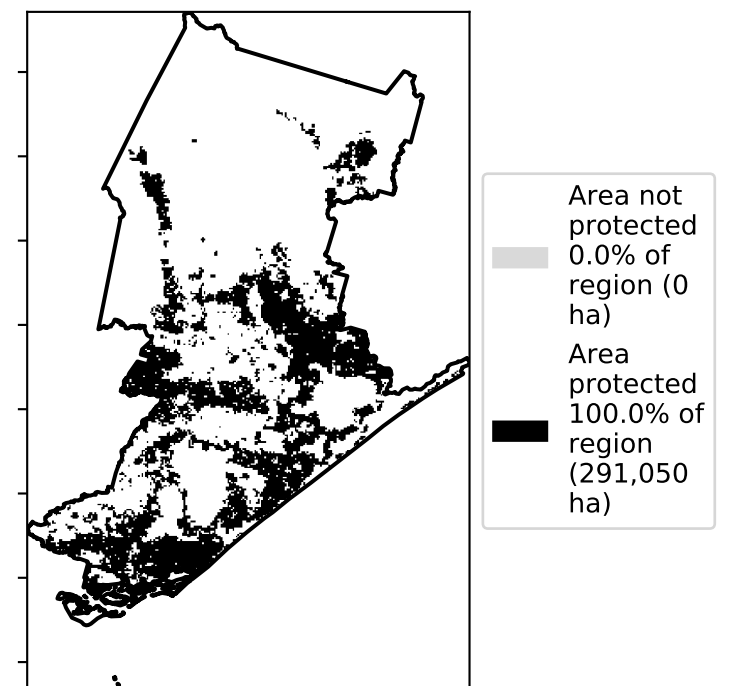 Area not
protected
0.0% of
region (0
ha)
Area
protected
100.0% of
region
(291,050
ha)